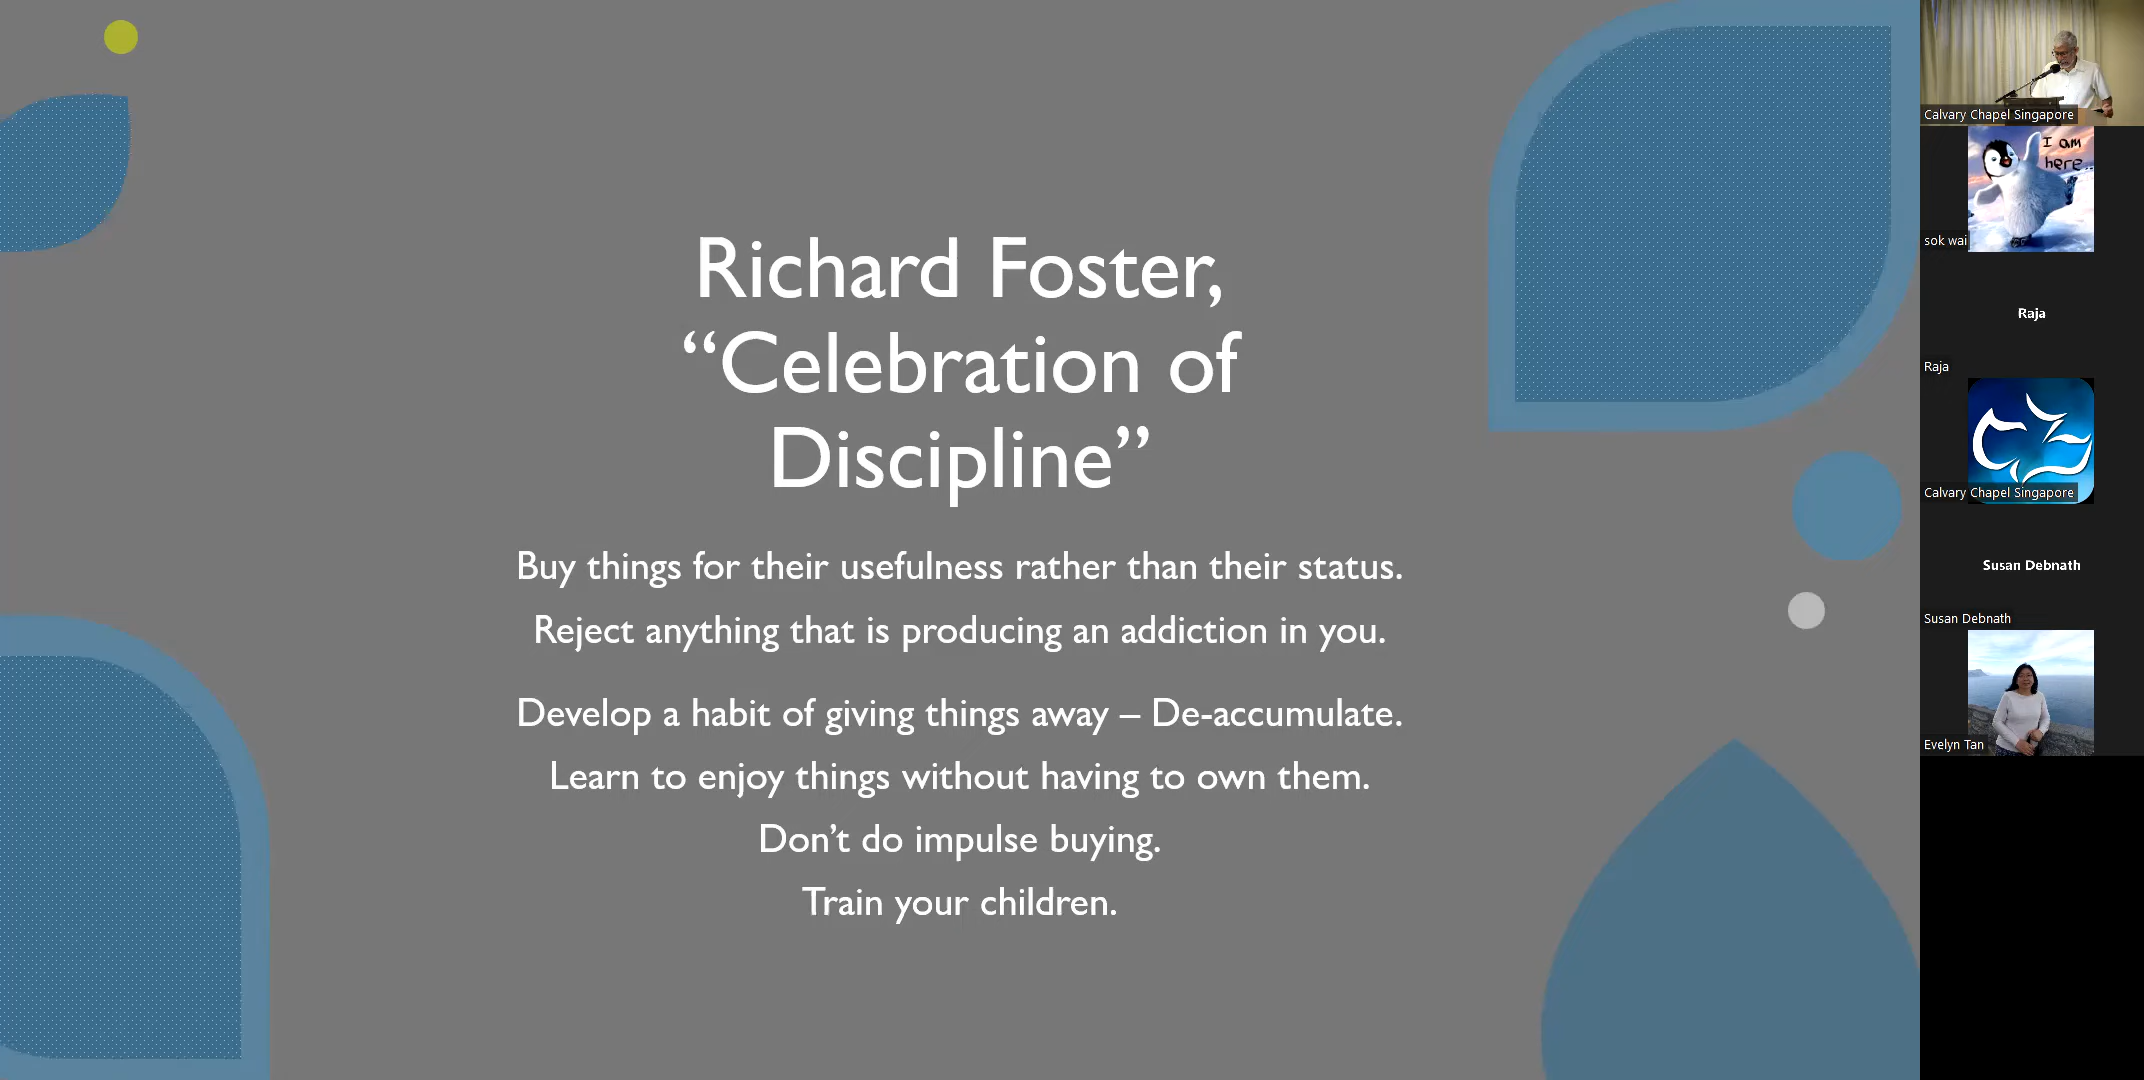 Richard Foster,
“Celebration of
Discipline”
Buy things for their usefulness rather than their status.
Reject anything that is producing an addiction in you.
Develop a habit of giving things away – De-accumulate.
Learn to enjoy things without having to own them.
Don’t do impulse buying.
Train your children.
Calvary Chapel Singapore
I am
here..
sok wai
Raja
Raja
Calvary Chapel Singapore
Susan Debnath
Susan Debnath
Evelyn Tan